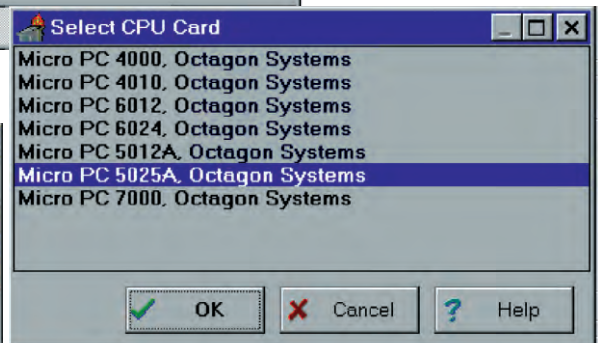 Select CPU Card
Micro PC 4000, Octagon Systems
Micro PC 4010, Octagon Systems
Micro PC 6012, Octagon Systems
Micro PC 6024, Octagon Systems
Micro PC 5012A, Octagon Systems
Micro PC 5025A, Octagon Systems
Micro PC 7000, Octagon Systems
OK Cancel ? Help